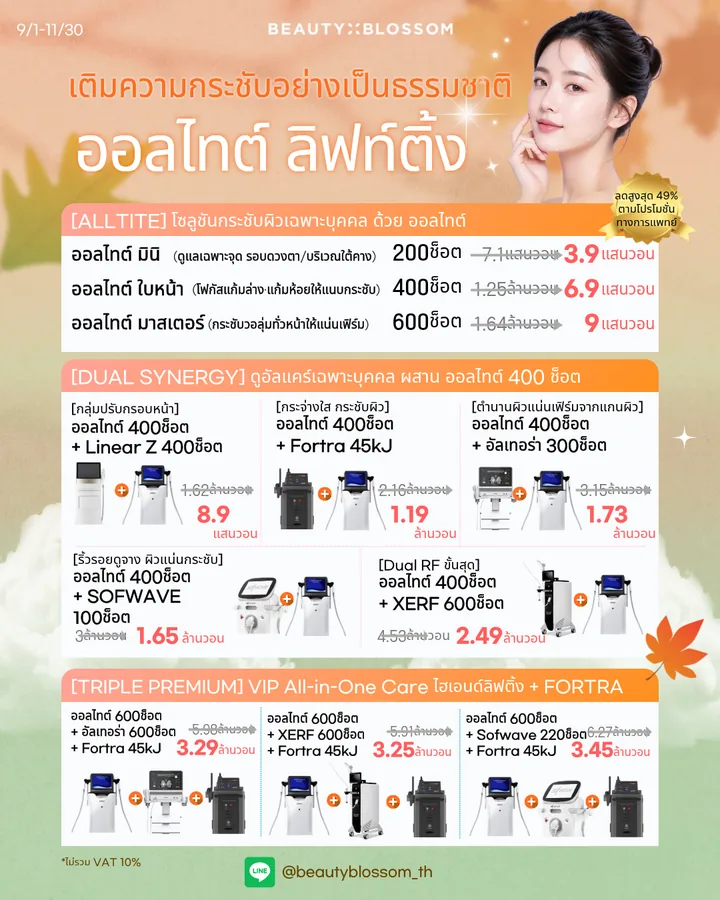 9/1-11/30
BEAUTY BLOSSOM
เติมความกระชับอย่างเป็นธรรมชาติ
ออลไทต์ ลิฟท์ติ้ง
ลดสูงสุด 49%
ตามโปรโมชั่น
ทางการแพทย์
[ALLTITE] โซลูชันกระชับผิวเฉพาะบุคคล ด้วย ออลไทต์
ออลไทต์ มินิ (ดูแลเฉพาะจุด รอบดวงตา/บริเวณใต้คาง) 200ช็อต 7.1แสนวอน 3.9 แสนวอน
ออลไทต์ ใบหน้า (โฟกัสแก้มล่าง·แก้มห้อยให้แนบกระชับ) 400ช็อต 1.25ล้านวอน 6.9 แสนวอน
ออลไทต์ มาสเตอร์ (กระชับวอลุ่มทั่วหน้าให้แน่นเฟิร์ม) 600ช็อต 1.64ล้านวอน 9 แสนวอน
[DUAL SYNERGY] ดูอัลแคร์เฉพาะบุคคล ผสาน ออลไทต์ 400 ช็อต
[กลุ่มปรับกรอบหน้า]
ออลไทต์ 400ช็อต
+ Linear Z 400ช็อต
1.62ล้านวอน
8.9
แสนวอน
[กระจ่างใส กระชับผิว]
ออลไทต์ 400ช็อต
+ Fortra 45kJ
2.16ล้านวอน
1.19
ล้านวอน
[ตำนานผิวแน่นเฟิร์มจากแกนผิว]
ออลไทต์ 400ช็อต
+ อัลเทอร่า 300ช็อต
3.15ล้านวอน
1.73
ล้านวอน
[ริ้วรอยดูจาง ผิวแน่นกระชับ]
ออลไทต์ 400ช็อต
+ SOFWAVE
100ช็อต
3ล้านวอน 1.65 ล้านวอน
[Dual RF ขั้นสุด]
ออลไทต์ 400ช็อต
+ XERF 600ช็อต
4.53ล้านวอน 2.49ล้านวอน
[TRIPLE PREMIUM] VIP All-in-One Care ไฮเอนด์ลิฟติ้ง + FORTRA
ออลไทต์ 600ช็อต
+ อัลเทอร่า 600ช็อต 5.98ล้านวอน
+ Fortra 45kJ 3.29ล้านวอน
ออลไทต์ 600ช็อต
+ XERF 600ช็อต 5.91ล้านวอน
+ Fortra 45kJ 3.25ล้านวอน
ออลไทต์ 600ช็อต
+ Sofwave 220ช็อต 6.27ล้านวอน
+ Fortra 45kJ 3.45ล้านวอน
*ไม่รวม VAT 10%
LINE @beautyblossom_th